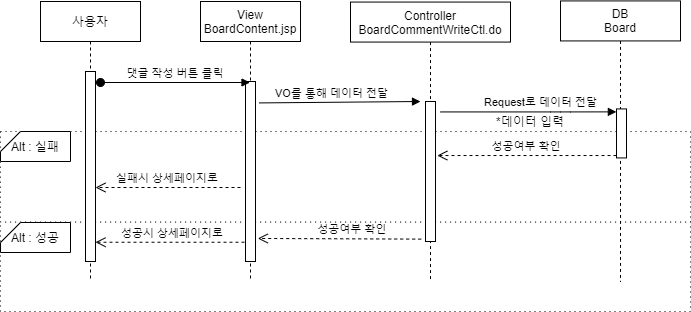 사용자
View
BoardContent.jsp
Controller
BoardCommentWriteCtl.do
DB
Board
댓글 작성 버튼 클릭
VO를 통해 데이터 전달
Request로 데이터 전달
*데이터 입력
Alt : 실패
성공여부 확인
실패시 상세페이지로
Alt : 성공
성공시 상세페이지로
성공여부 확인